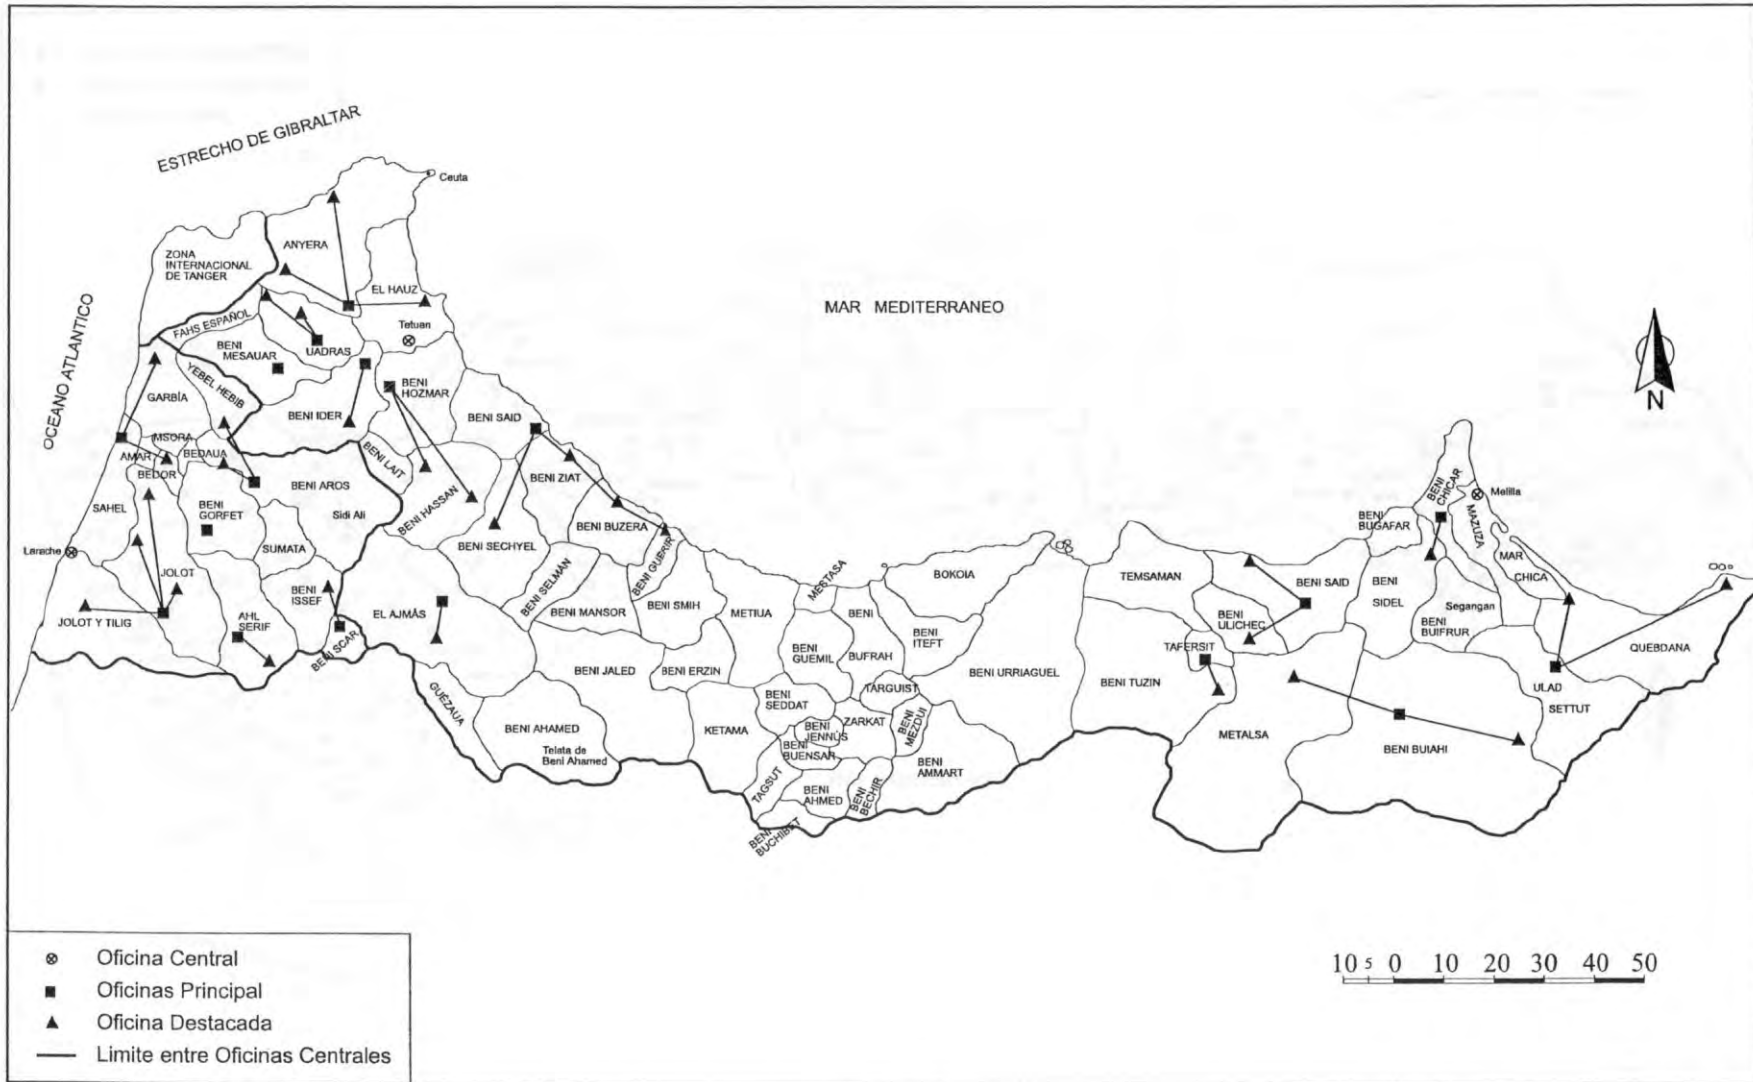 ESTRECHO DE GIBRALTAR
Ceuta
ZONA
INTERNACIONAL
DE TANGER
ANYERA
EL HAUZ
OCEANO ATLANTICO
MAR MEDITERRANEO
FAHS ESPAÑOL
Tetuan
BENI
MESAUAR
UADRAS
YEBEL HEBIB
GARBÍA
BENI IDER
BENI
HOZMAR
BENI SAID
MSORA
AMAR
BEDAUA
BEDOR
BENI LAIT
BENI AROS
BENI HASSAN
BENI ZIAT
SAHEL
BENI
GORFET
Sidi Ali
BENI BUZERA
SUMATA
BENI SECHYEL
BENI GUERIR
Larache
JOLOT
BENI
ISSEF
BENI SELMÁN
JOLOT Y TILIG
AHL
SERIF
EL AJMÁS
BENI MANSOR
BENI SMIH
METIUA
BENI SCAR
GUÉZAUA
BENI JALED
BENI ERZIN
BENI AHAMED
Telata de
Beni Ahamed
KETAMA
MESTASA
BOKOIA
BENI
BUFRAH
BENI
GUEMIL
BENI
ITEFT
BENI URRIAGUEL
BENI
SEDDAT
TARGUIST
BENI
JENNÚS
ZARKAT
BENI
MEZDUI
BENI
BUENSAR
TAGSUT
BENI
AHMED
BENI
BECHIR
BENI
AMMART
BENI
BUCHIBET
TEMSAMAN
BENI
ULICHEC
BENI SAID
TAFERSIT
BENI TUZIN
METALSA
BENI
CHICAR
Melilla
MAZUZA
BENI
BUGAFAR
MAR
CHICA
BENI
SIDEL
Segangan
BENI
BUIFRUR
QUEBDANA
ULAD
SETTUT
BENI BUIAHI
N
10 5 0 10 20 30 40 50
Oficina Central
Oficinas Principal
Oficina Destacada
Limite entre Oficinas Centrales